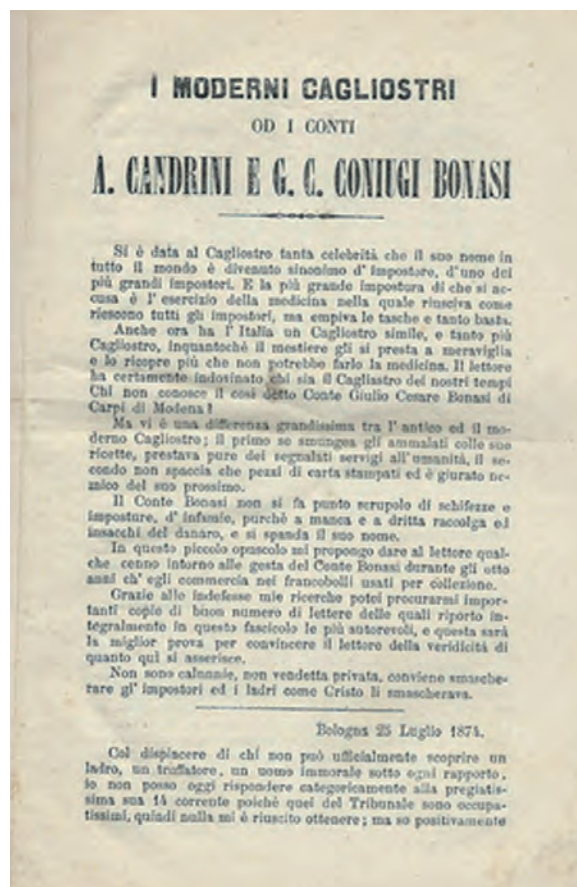 I MODERNI CAGLIOSTRI
OD I CONTI
A. CANDRINI E G. C. CONIUGI BONASI
Si è data al Cagliostro tanta celebrità che il suo nome in
tutto il mondo è divenuto sinonimo d' impostore, d'uno dei
più grandi impostori. E la più grande impostura di che si ac-
cusa è l' esercizio della medicina nella quale riusciva come
riescono tutti gli impostori, ma empiva le tasche e tanto basta.
Anche ora ha l' Italia un Cagliostro simile, e tanto più
Cagliostro, inquantochè il mestiere gli si presta a meraviglia
e lo ricopre più che non potrebbe farlo la medicina. Il lettore
ha certamente indovinato chi sia il Cagliastro dei nostri tempi
Chi non conosce il così detto Conte Giulio Cesare Bonasi di
Carpi di Modena?
Ma vi è una differenza grandissima tra l' antico ed il mo-
derno Cagliostro; il primo se smungea gli ammalati colle sue
ricette, prestava pure dei segnalati servigi all'umanità, il se-
condo non spaccia che pezzi di carta stampati ed è giurato ne-
mico del suo prossimo.
Il Conte Bonasi non si fa punto scrupolo di schifezze e
imposture, d' infamie, purchè a manca e a dritta raccolga ed
insacchi del danaro, e si spanda il suo nome.
In questo piccolo opuscolo mi propongo dare al lettore qual-
che cenno intorno alle gesta del Conte Bonasi durante gli otto
anni ch' egli commercia nei francobolli usati per collezione.
Grazie alle indefesse mie ricerche potei procurarmi impor-
tanti copie di buon numero di lettere delle quali riporto in-
tegralmente in questo fascicolo le più autorevoli, e questa sarà
la miglior prova per convincere il lettore della veridicità di
quanto quì si asserisce.
Non sono calunnie, non vendetta privata, conviene smasche-
rare gl' impostori ed i ladri come Cristo li smascherava.
Bologna 25 Luglio 1874.
Col dispiacere di chi non può ufficialmente scoprire un
ladro, un truffatore, un uomo immorale sotto ogni rapporto,
io non posso oggi rispondere categoricamente alla pregiatis-
sima sua 14 corrente poichè quei del Tribunale sono occupa-
tissimi, quindi nulla mi è riuscito ottenere; ma so positivamente